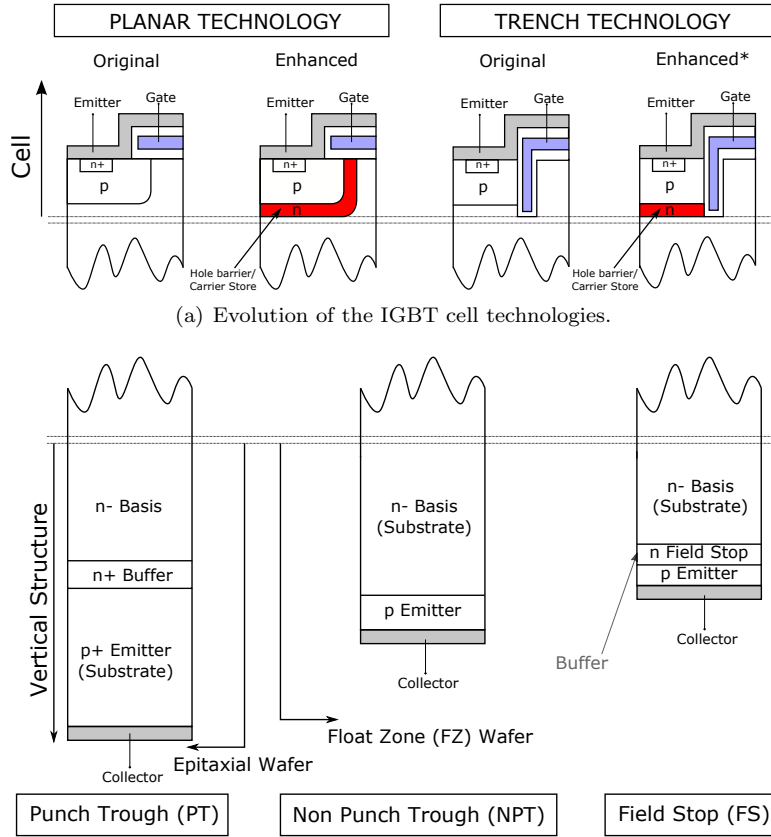 PLANAR TECHNOLOGY
TRENCH TECHNOLOGY
Original
Enhanced
Original
Enhanced*
Cell
Emitter
Gate
n+
p
Emitter
Gate
n+
p
n
Hole barrier/
Carrier Store
Emitter
Gate
n+
p
Emitter
Gate
n+
p
n
Hole barrier/
Carrier Store
(a) Evolution of the IGBT cell technologies.
Vertical Structure
n- Basis
n+ Buffer
p+ Emitter
(Substrate)
Collector
Epitaxial Wafer
n- Basis
(Substrate)
p Emitter
Collector
Float Zone (FZ) Wafer
n- Basis
(Substrate)
n Field Stop
p Emitter
Collector
Buffer
Punch Trough (PT)
Non Punch Trough (NPT)
Field Stop (FS)